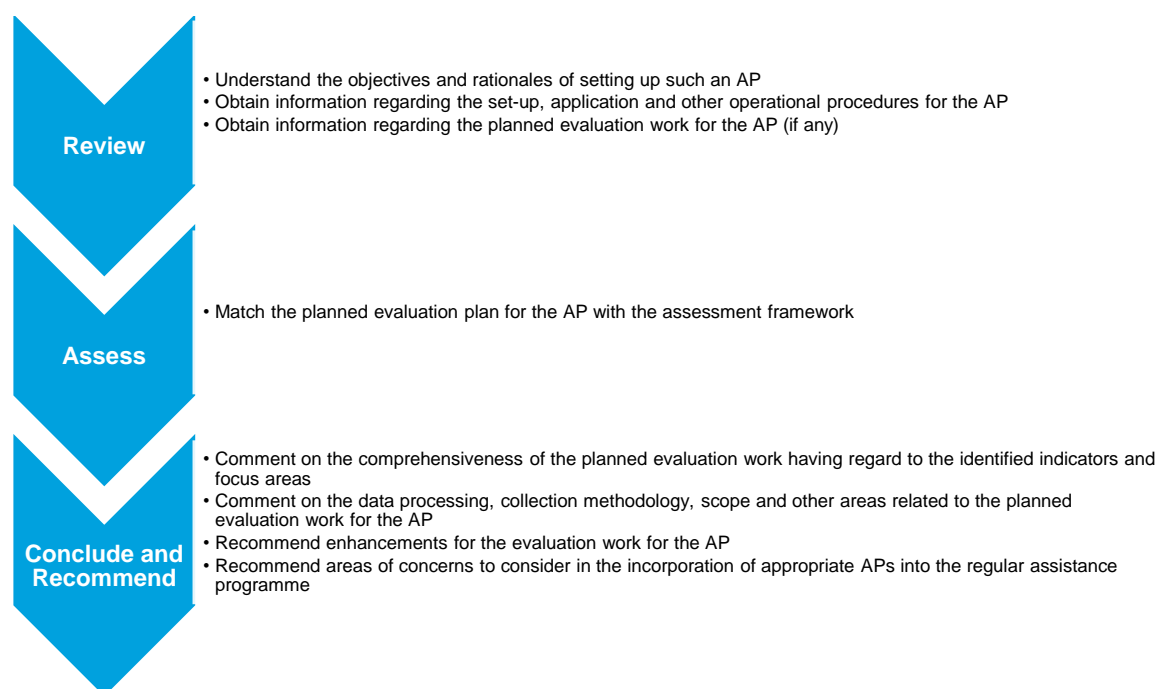 • Understand the objectives and rationales of setting up such an AP
• Obtain information regarding the set-up, application and other operational procedures for the AP
• Obtain information regarding the planned evaluation work for the AP (if any)
Review
• Match the planned evaluation plan for the AP with the assessment framework
Assess
• Comment on the comprehensiveness of the planned evaluation work having regard to the identified indicators and
focus areas
• Comment on the data processing, collection methodology, scope and other areas related to the planned
evaluation work for the AP
• Recommend enhancements for the evaluation work for the AP
• Recommend areas of concerns to consider in the incorporation of appropriate APs into the regular assistance
programme
Conclude and
Recommend